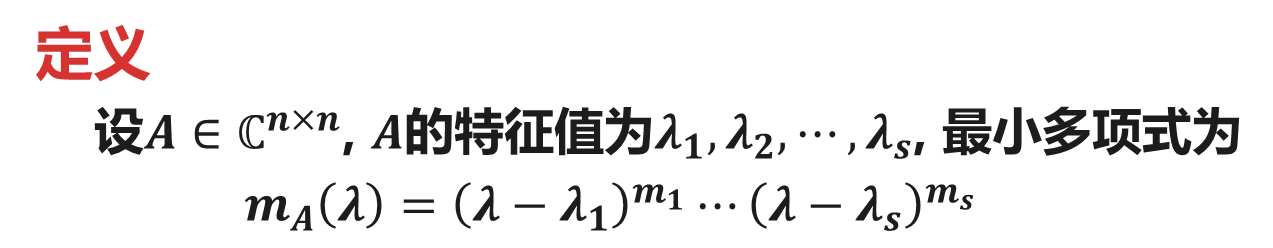 定义
设A ∈ ℂⁿˣⁿ, A的特征值为λ₁, λ₂, ⋯ , λₛ, 最小多项式为
m_A(λ) = (λ − λ₁)^{m₁} ⋯ (λ − λₛ)^{mₛ}